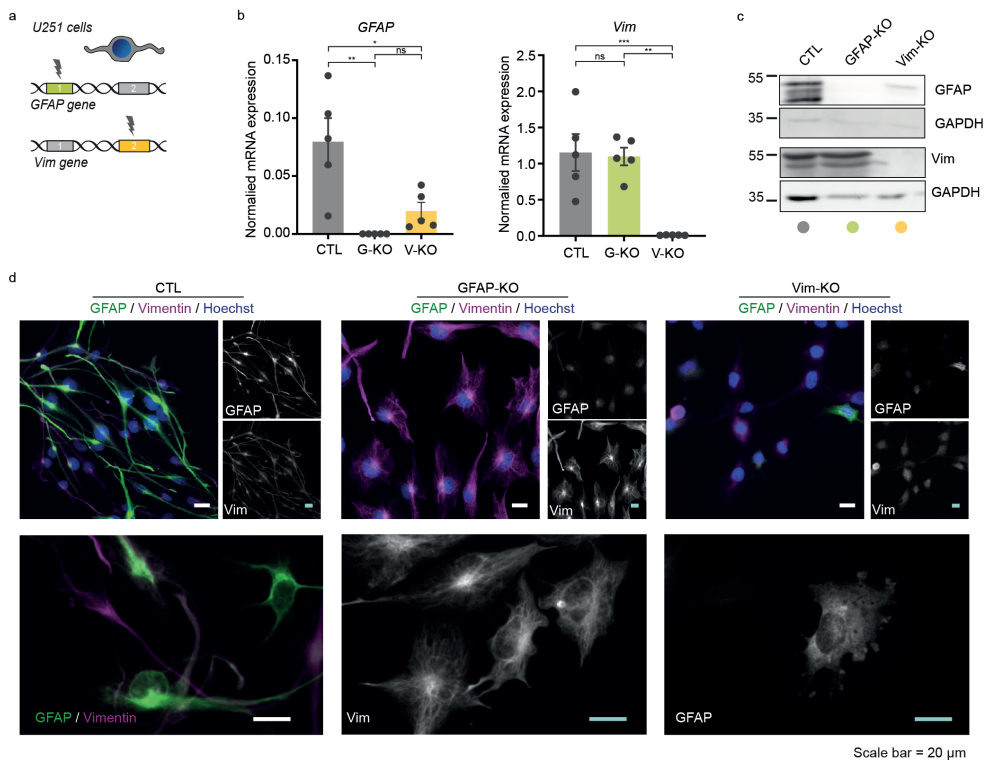 a
U251 cells
1
2
GFAP gene
1
2
Vim gene
b
GFAP
*
**
ns
Normalied mRNA expression
0.15
0.10
0.05
0.00
CTL
G-KO
V-KO
Vim
***
ns
**
Normalied mRNA expression
2.5
2.0
1.5
1.0
0.5
0.0
CTL
G-KO
V-KO
c
CTL
GFAP-KO
Vim-KO
55
GFAP
35
GAPDH
55
Vim
35
GAPDH
d
CTL
GFAP / Vimentin / Hoechst
GFAP
Vim
GFAP-KO
GFAP / Vimentin / Hoechst
GFAP
Vim
Vim-KO
GFAP / Vimentin / Hoechst
GFAP
Vim
GFAP / Vimentin
Vim
GFAP
Scale bar = 20 µm